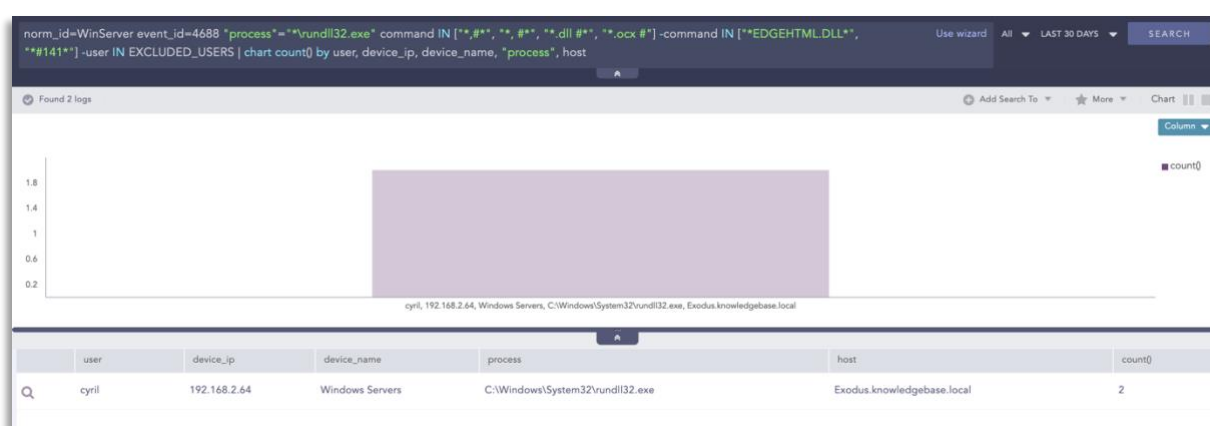 norm_id=WinServer event_id=4688 "process"="*\rundll32.exe" command IN ["*,#*", "*, #*", "*.dll #*", "*.ocx #*"] -command IN ["*EDGEHTML.DLL*",
"*#141*"] -user IN EXCLUDED_USERS | chart count() by user, device_ip, device_name, "process", host
Use wizard All LAST 30 DAYS SEARCH
Found 2 logs Add Search To More Chart
Column
count()
1.8
1.4
1
0.6
0.2
cyril, 192.168.2.64, Windows Servers, C:\Windows\System32\rundll32.exe, Exodus.knowledgebase.local
user device_ip device_name process host count()
cyril 192.168.2.64 Windows Servers C:\Windows\System32\rundll32.exe Exodus.knowledgebase.local 2